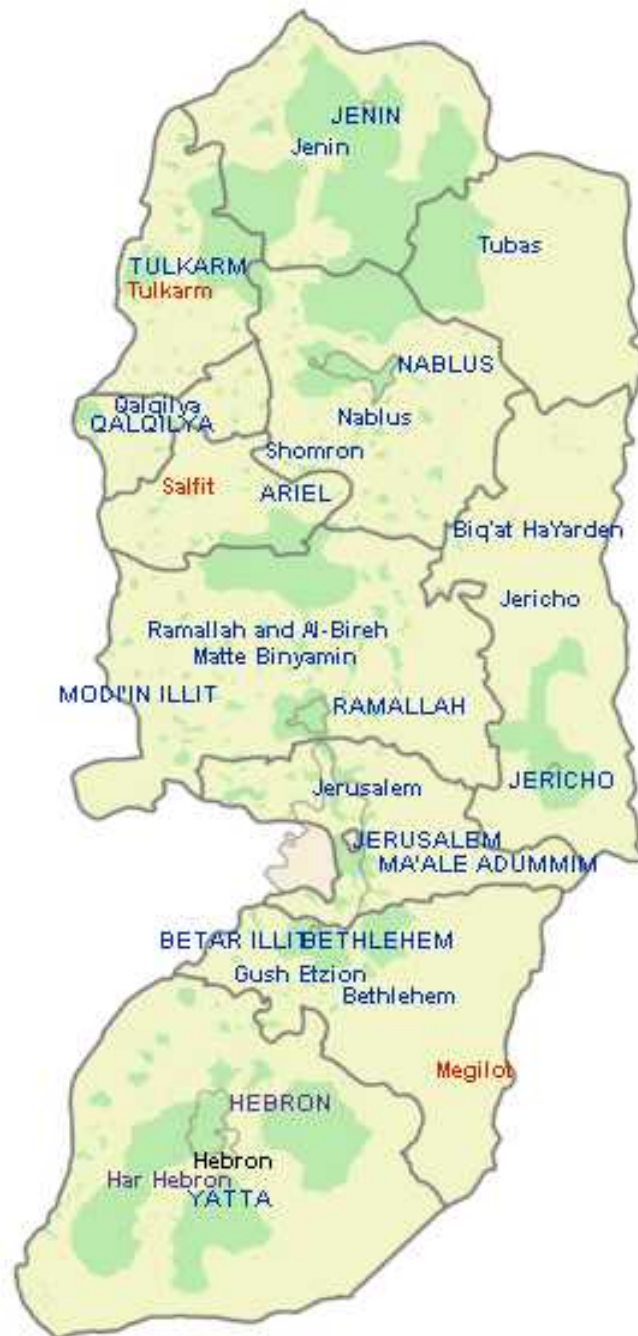 JENIN
Jenin
Tubas
TULKARM
Tulkarm
NABLUS
Qalqilya
QALQILYA
Nablus
Shomron
Salfit
ARIEL
Biq'at HaYarden
Jericho
Ramallah and Al-Bireh
Matte Binyamin
MODI'IN ILLIT
RAMALLAH
Jerusalem
JERICHO
JERUSALEM
MA'ALE ADUMMIM
BETAR ILLIT
BETHLEHEM
Gush Etzion
Bethlehem
Megilot
HEBRON
Hebron
Har Hebron
YATTA